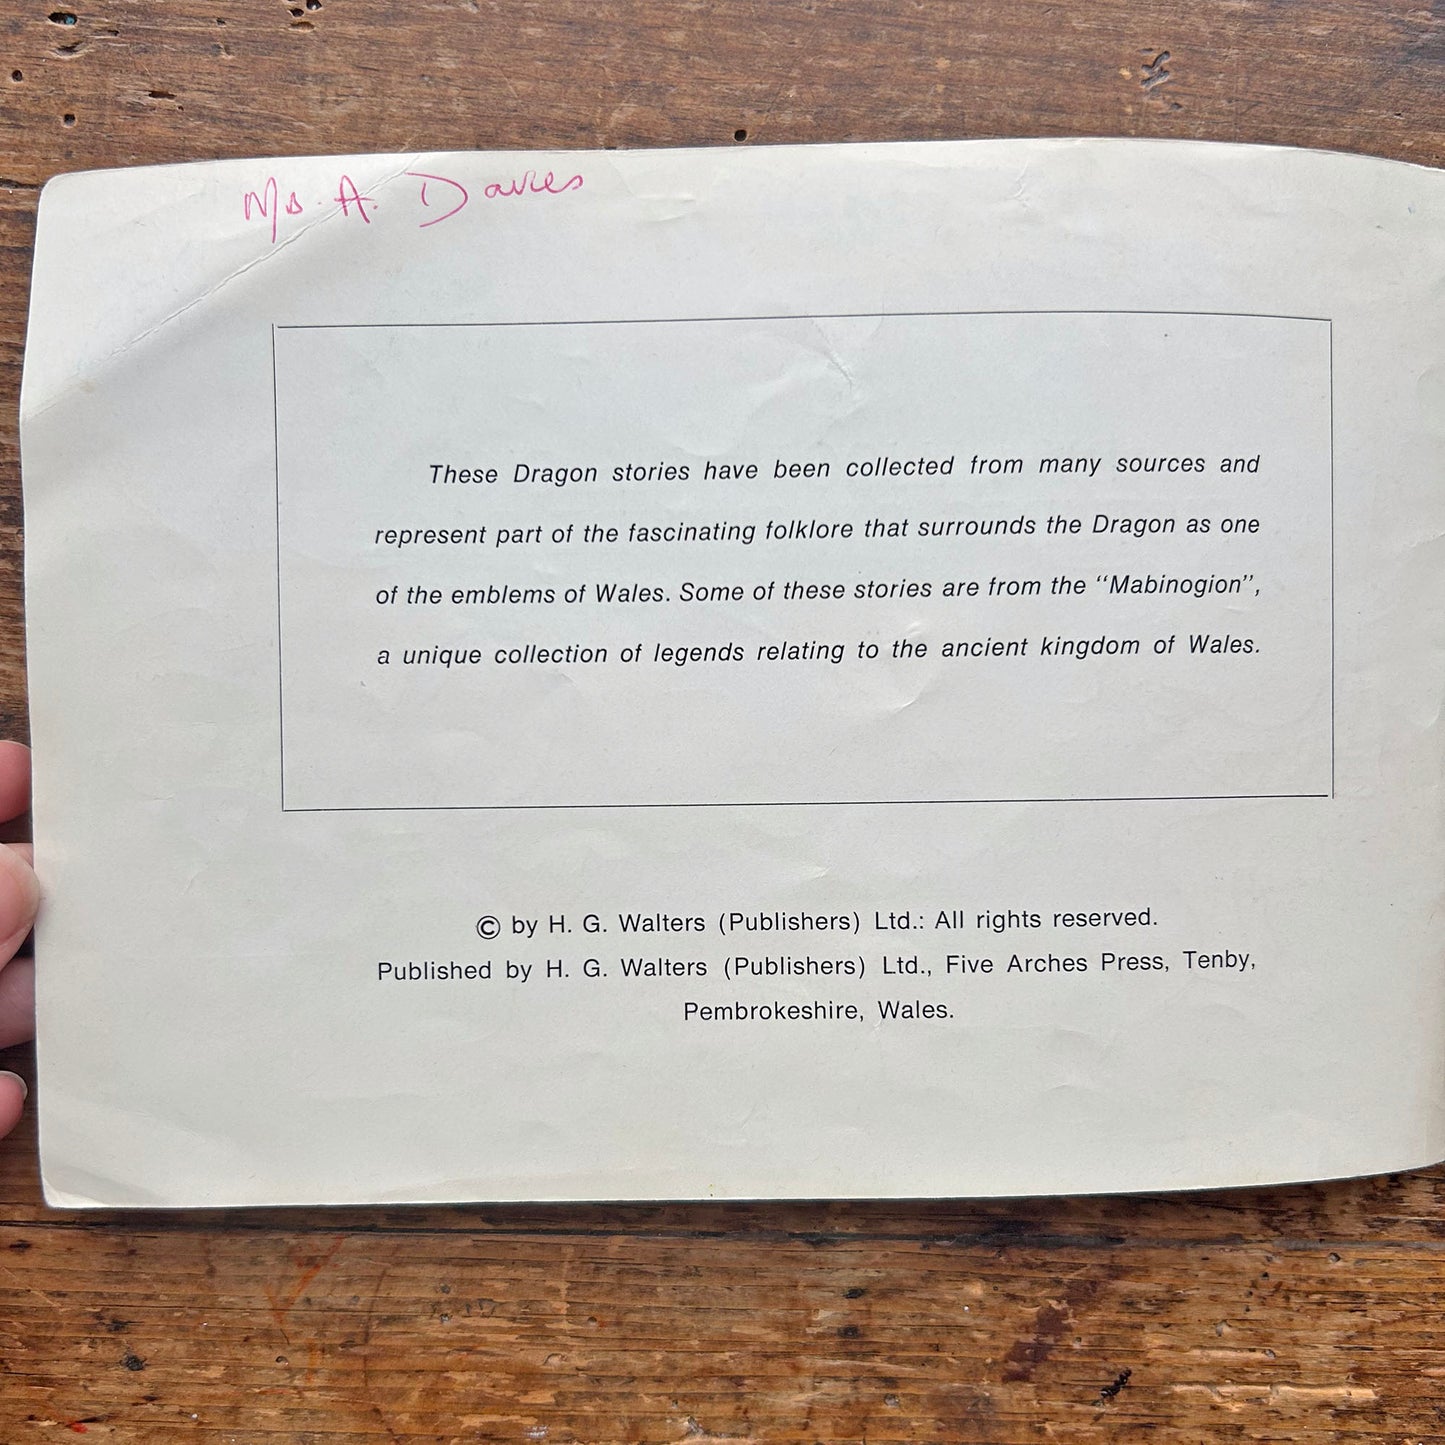 Ms. A. Davies
These Dragon stories have been collected from many sources and
represent part of the fascinating folklore that surrounds the Dragon as one
of the emblems of Wales. Some of these stories are from the “Mabinogion”,
a unique collection of legends relating to the ancient kingdom of Wales.
© by H. G. Walters (Publishers) Ltd.: All rights reserved.
Published by H. G. Walters (Publishers) Ltd., Five Arches Press, Tenby,
Pembrokeshire, Wales.